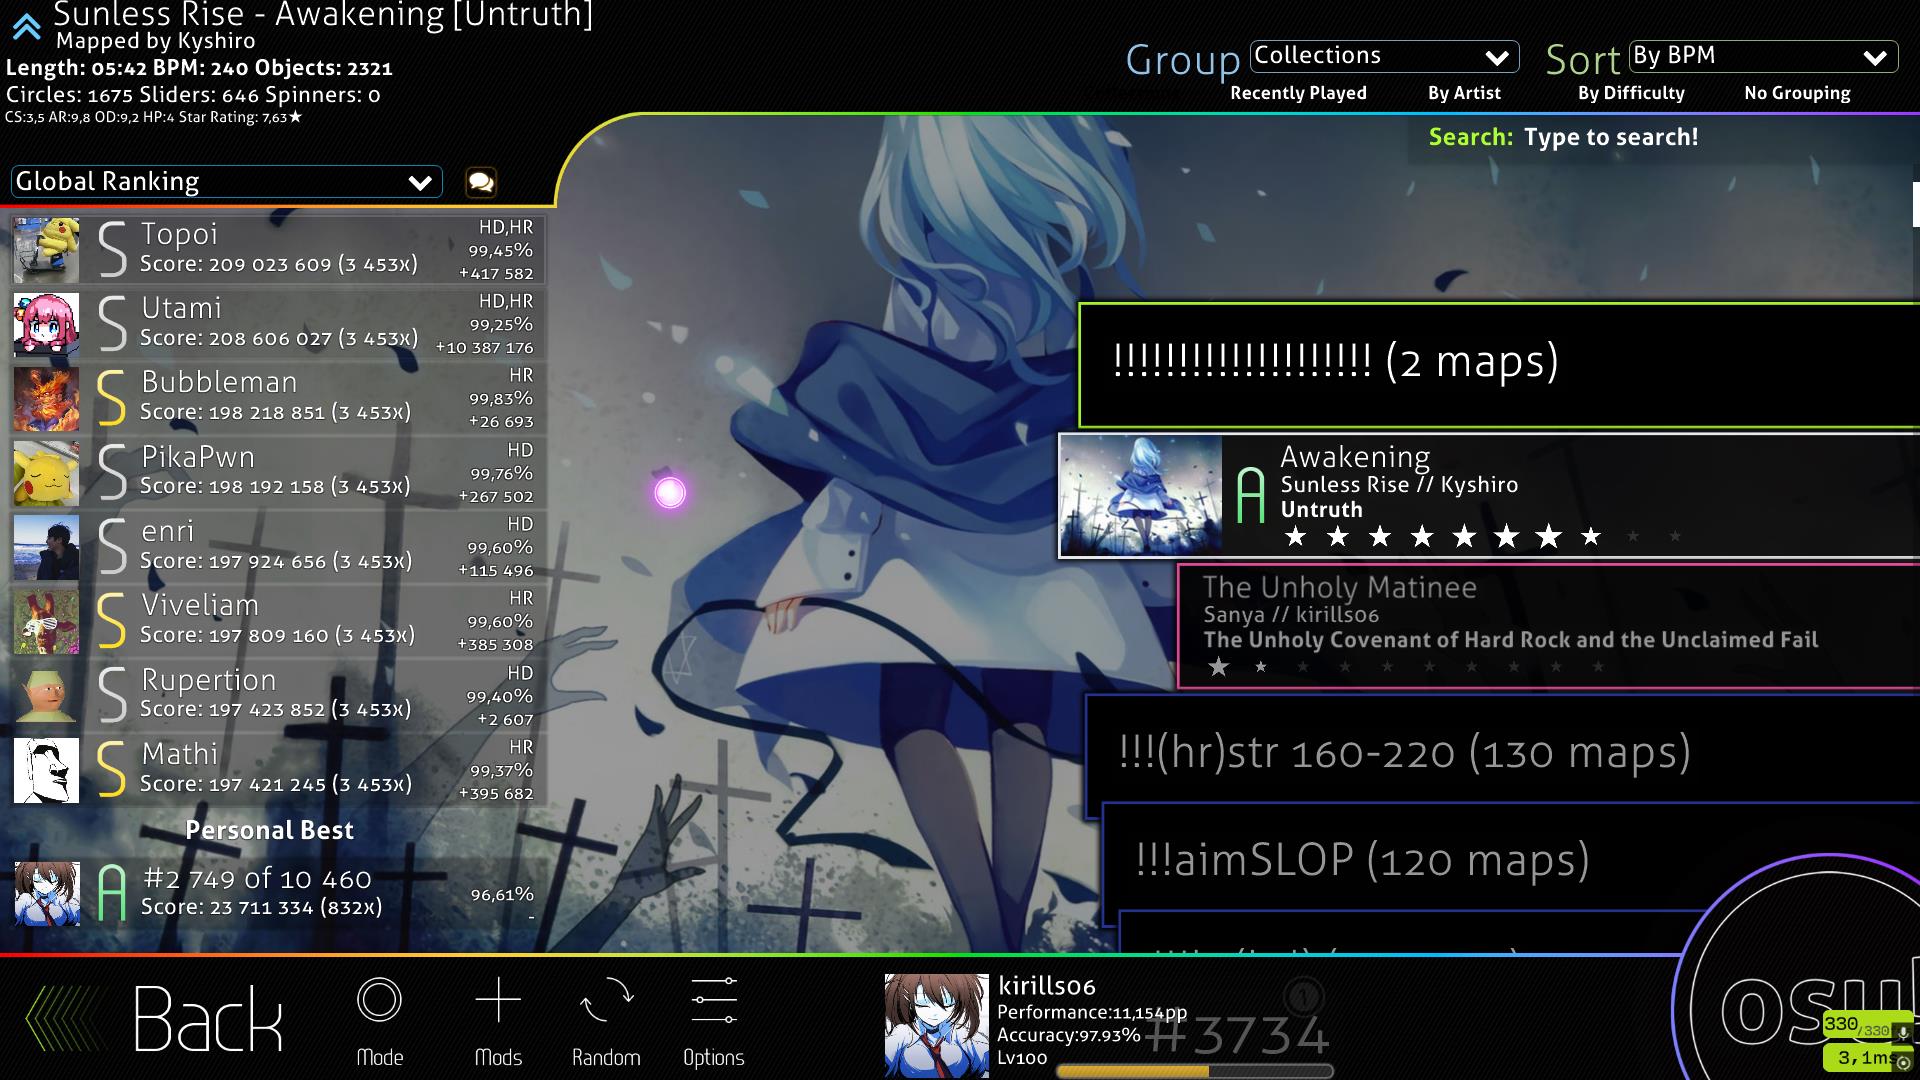 Sunless Rise - Awakening [Untruth]
Mapped by Kyshiro
Length: 05:42 BPM: 240 Objects: 2321
Circles: 1675 Sliders: 646 Spinners: 0
CS:3,5 AR:9,8 OD:9,2 HP:4 Star Rating: 7,63★
Group Collections Sort By BPM
Recently Played By Artist By Difficulty No Grouping
Search: Type to search!
Global Ranking
S Topoi HD,HR
99,45%
Score: 209 023 609 (3 453x)
+417 582
S Utami HD,HR
99,25%
Score: 208 606 027 (3 453x)
+10 387 176
S Bubbleman HR
99,83%
Score: 198 218 851 (3 453x)
+26 693
S PikaPwn HD
99,76%
Score: 198 192 158 (3 453x)
+267 502
S enri HD
99,60%
Score: 197 924 656 (3 453x)
+115 496
S Viveliam HR
99,60%
Score: 197 809 160 (3 453x)
+385 308
S Rupertion HD
99,40%
Score: 197 423 852 (3 453x)
+2 607
S Mathi HR
99,37%
Score: 197 421 245 (3 453x)
+395 682
Personal Best
A #2 749 of 10 460
96,61%
Score: 23 711 334 (832x)
-
!!!!!!!!!!!!!!!!!!!! (2 maps)
A Awakening
Sunless Rise // Kyshiro
Untruth
The Unholy Matinee
Sanya // kirills06
The Unholy Covenant of Hard Rock and the Unclaimed Fail
!!!(hr)str 160-220 (130 maps)
!!!aimSLOP (120 maps)
Back
Mode Mods Random Options
kirills06
Performance:11,154pp
Accuracy:97.93%
Lv100
#3734
1
osu!
330/330
3,1ms